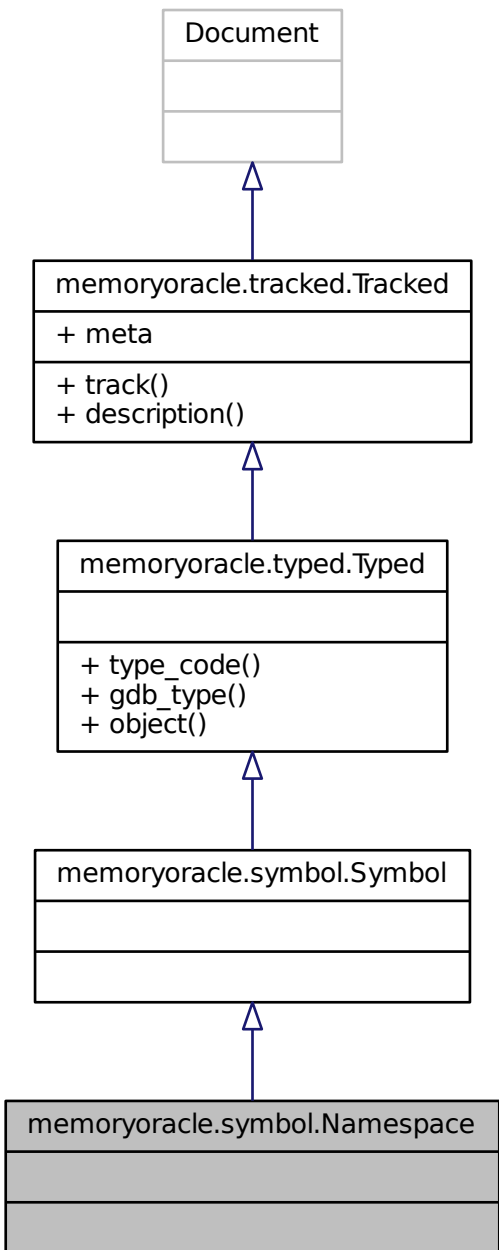 Document
memoryoracle.tracked.Tracked
+ meta
+ track()
+ description()
memoryoracle.typed.Typed
+ type_code()
+ gdb_type()
+ object()
memoryoracle.symbol.Symbol
memoryoracle.symbol.Namespace